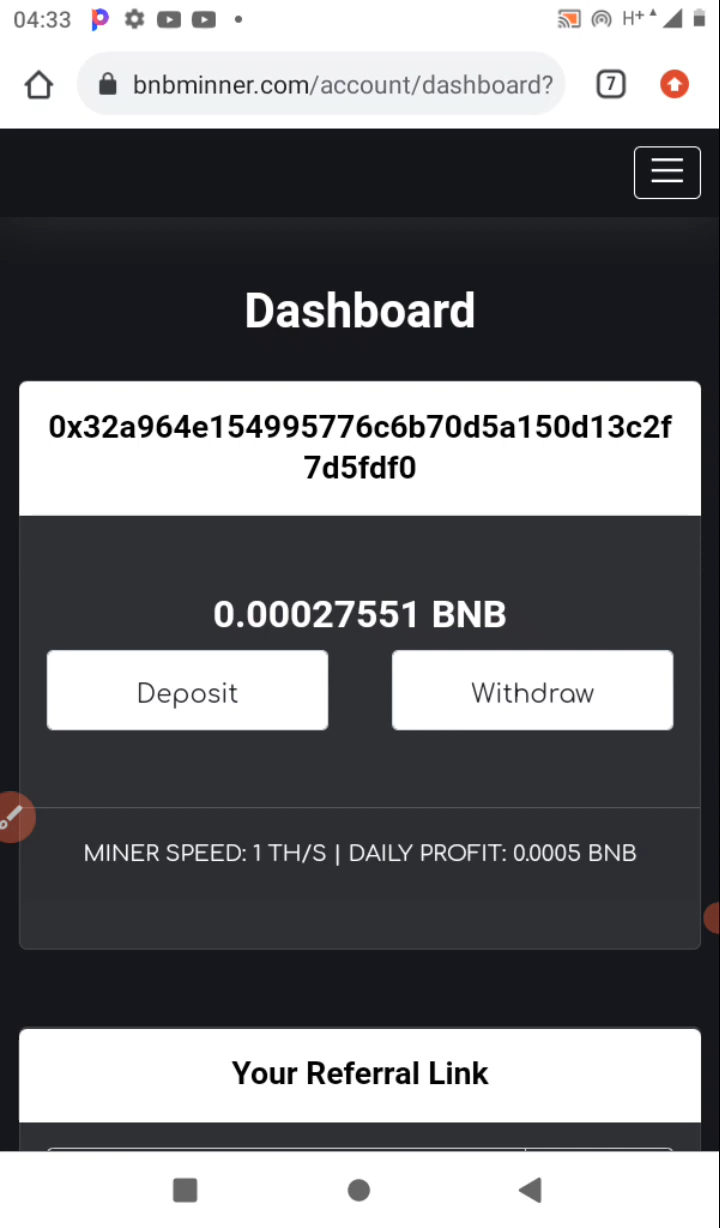 04:33
H+
bnbminner.com/account/dashboard?
7
Dashboard
0x32a964e154995776c6b70d5a150d13c2f
7d5fdf0
0.00027551 BNB
Deposit
Withdraw
MINER SPEED: 1 TH/S | DAILY PROFIT: 0.0005 BNB
Your Referral Link